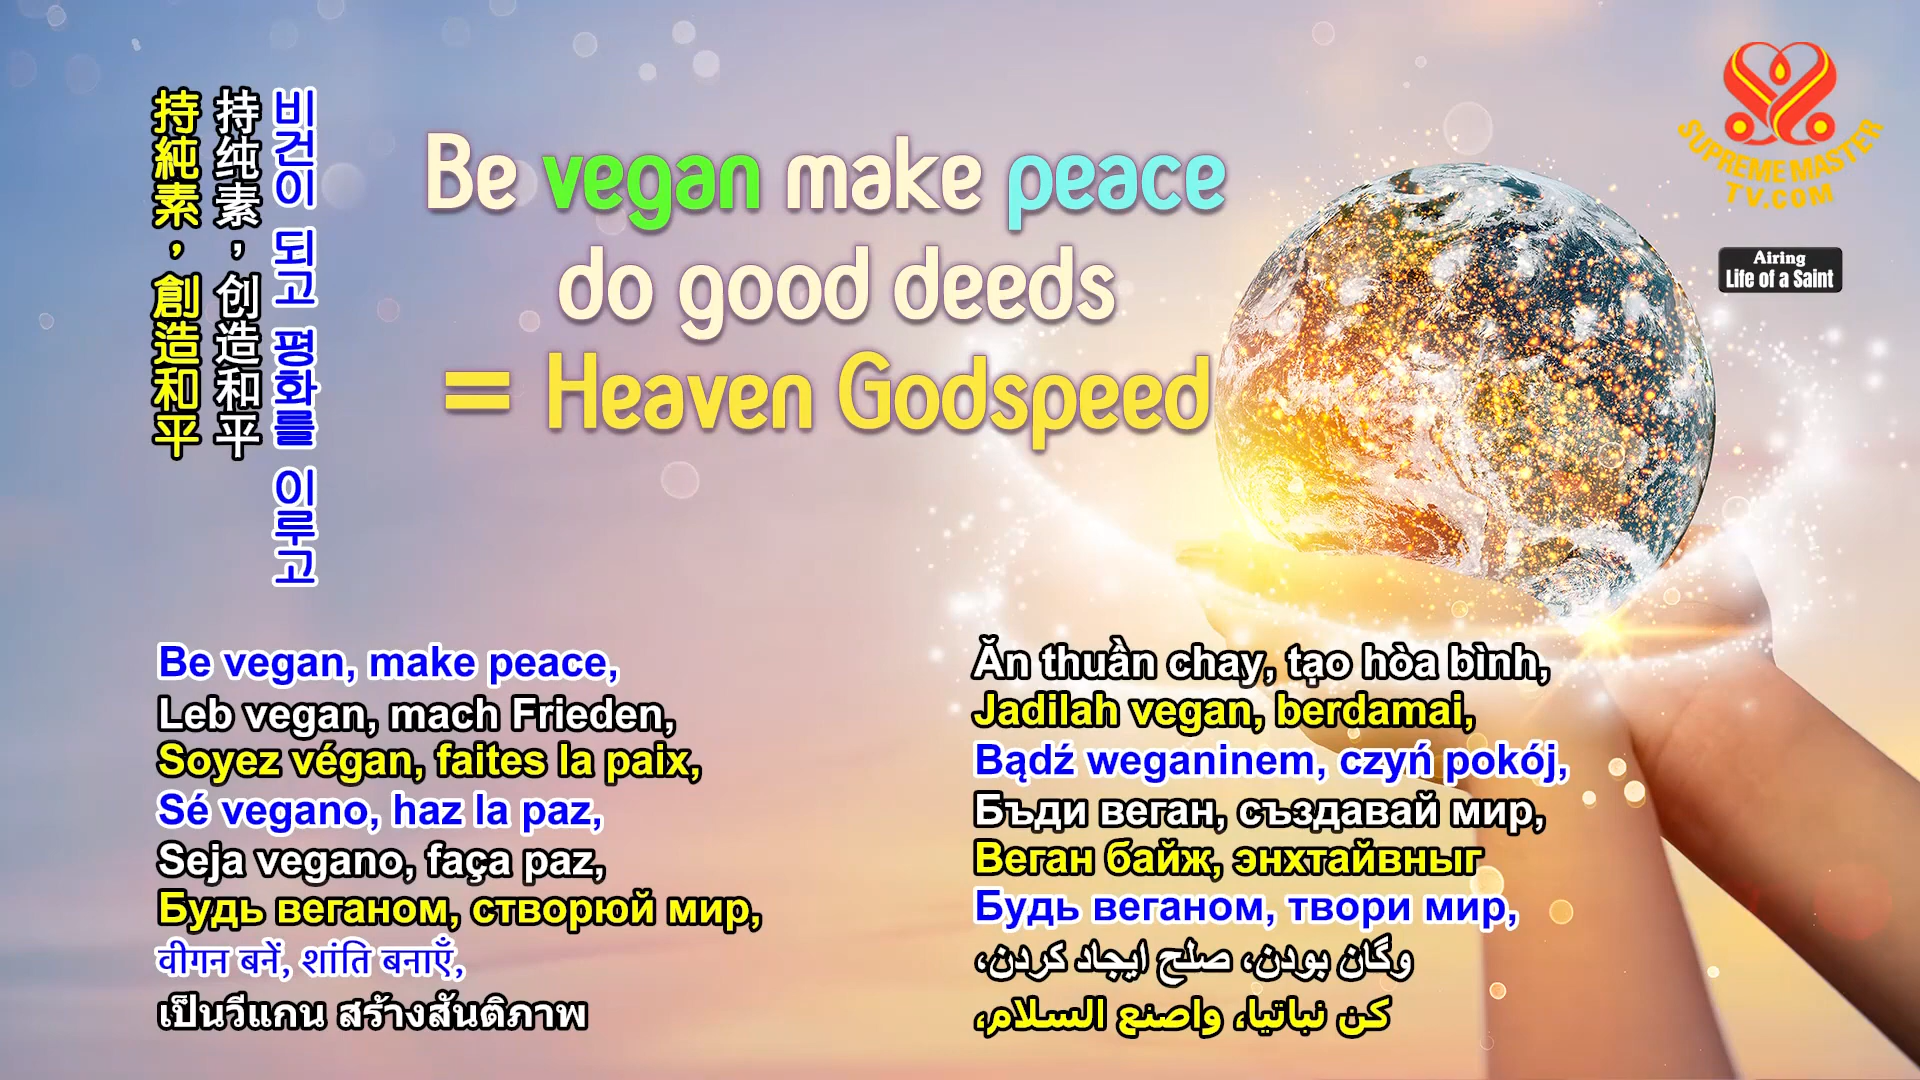 持純素，創造和平
持纯素，创造和平
비건이 되고 평화를 이루고
Be vegan make peace
do good deeds
= Heaven Godspeed
SUPREME MASTER
TV.COM
Airing
Life of a Saint
Be vegan, make peace,
Leb vegan, mach Frieden,
Soyez végan, faites la paix,
Sé vegano, haz la paz,
Seja vegano, faça paz,
Будь веганом, створюй мир,
वीगन बनें, शांति बनाएँ,
เป็นวีแกน สร้างสันติภาพ
Ăn thuần chay, tạo hòa bình,
Jadilah vegan, berdamai,
Bądź weganinem, czyń pokój,
Бъди веган, създавай мир,
Веган байж, энхтайвныг
Будь веганом, твори мир,
وگان بودن، صلح ایجاد کردن،
كن نباتيا، واصنع السلام،